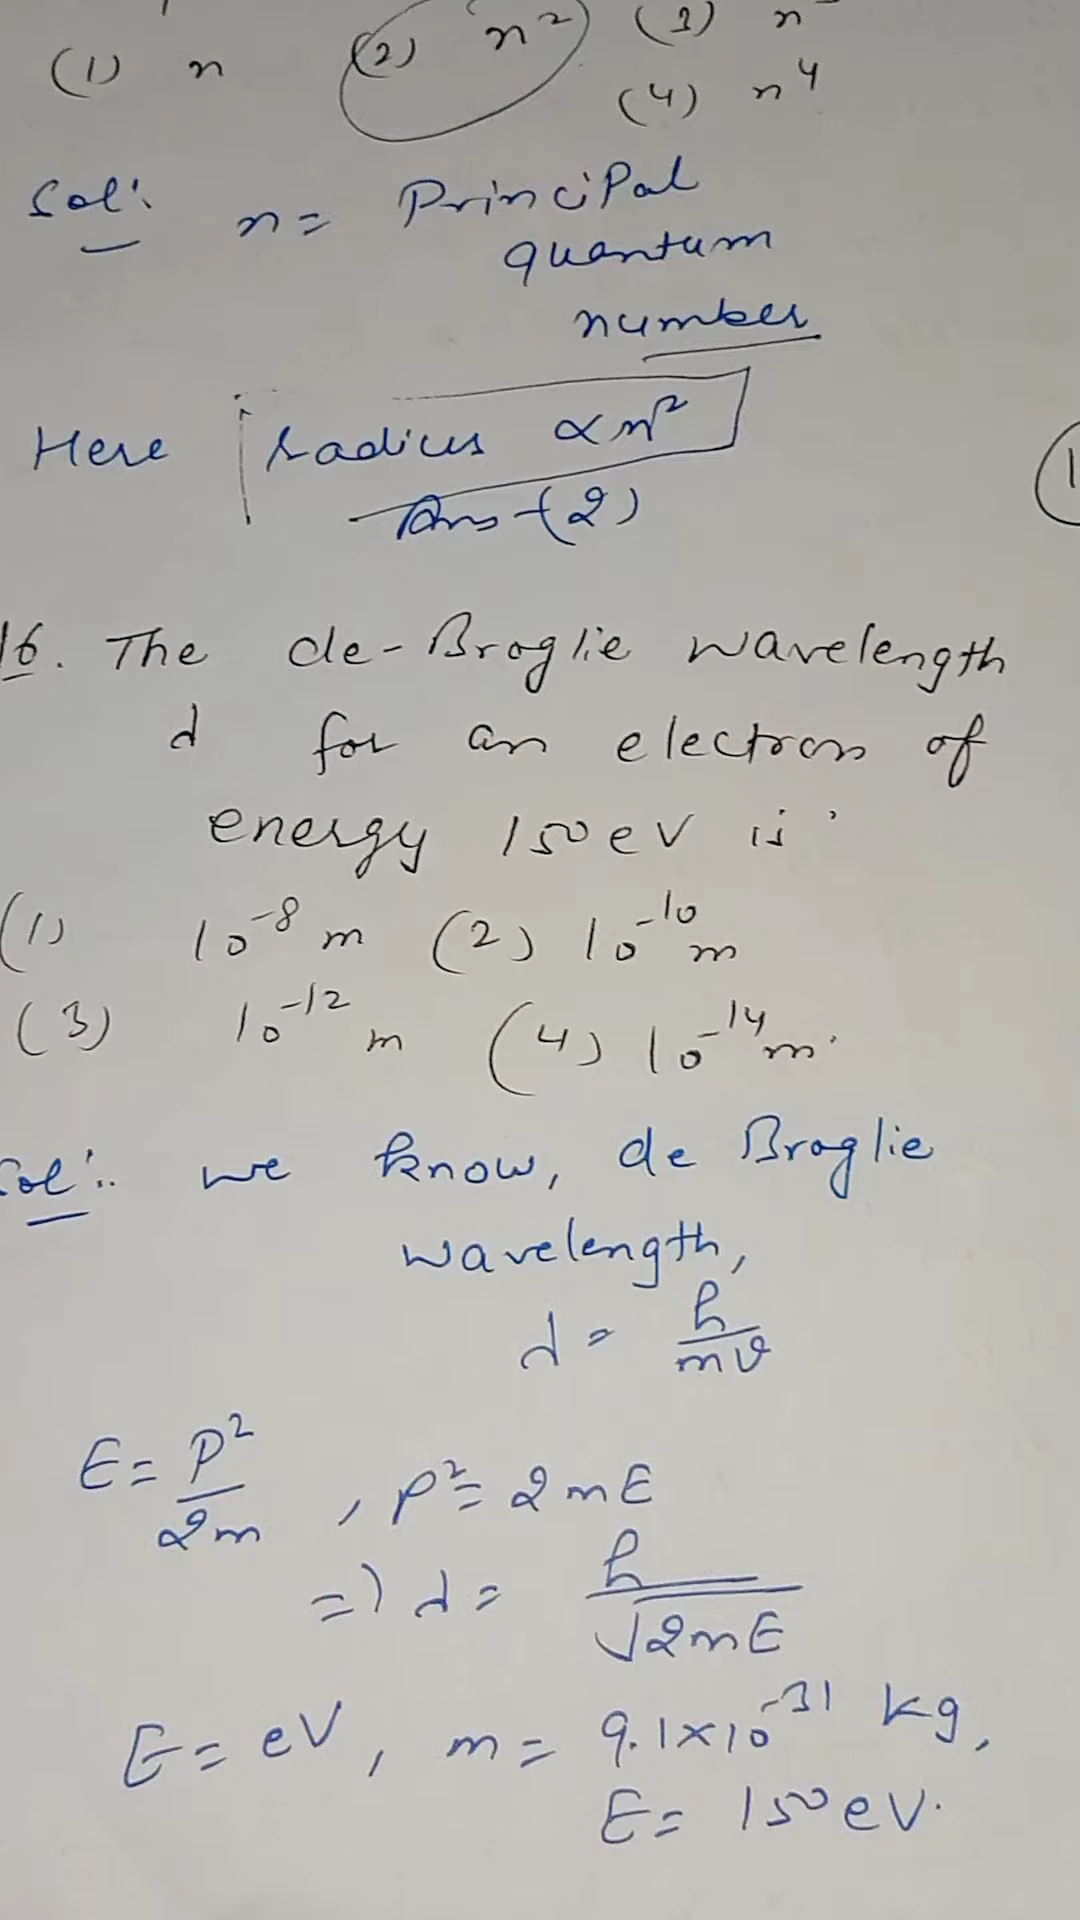 (1) n (2) n² (3) n
(4) n⁴
Sol:
n = Principal
quantum
number
Here radius ∝ n²
Ans-(2)
16. The de-Broglie wavelength
λ for an electron of
energy 150 eV is
(1) 10⁻⁸ m (2) 10⁻¹⁰ m
(3) 10⁻¹² m (4) 10⁻¹⁴ m.
Sol:. we know, de Broglie
wavelength,
λ = h/mv
E = P²/2m , P² = 2mE
=) λ = h/√2mE
E = eV, m = 9.1×10⁻³¹ kg,
E = 150 eV.